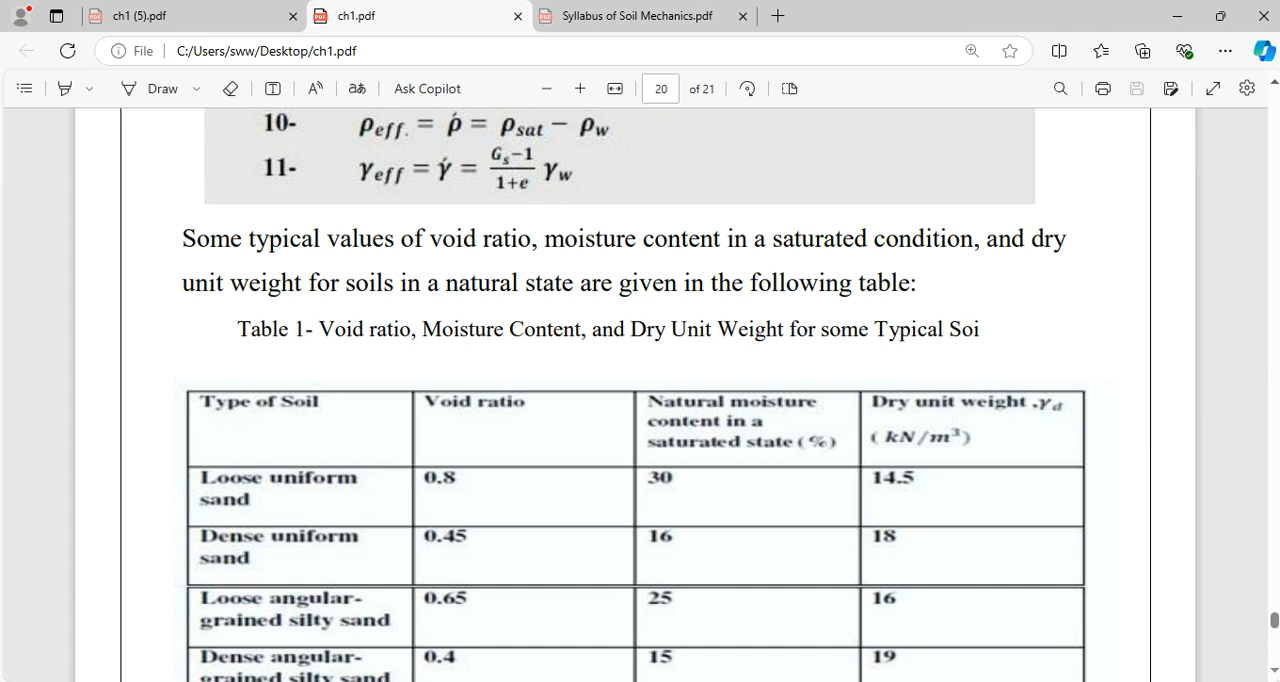 ch1 (5).pdf
ch1.pdf
Syllabus of Soil Mechanics.pdf
File
C:/Users/sww/Desktop/ch1.pdf
Draw
Ask Copilot
20 of 21
10- ρeff. = ρ́ = ρsat − ρw
11- γeff = γ́ = (Gs−1)/(1+e) γw
Some typical values of void ratio, moisture content in a saturated condition, and dry
unit weight for soils in a natural state are given in the following table:
Table 1- Void ratio, Moisture Content, and Dry Unit Weight for some Typical Soi
Type of Soil
Void ratio
Natural moisture
content in a
saturated state (%)
Dry unit weight .γd
( kN/m³)
Loose uniform
sand
0.8
30
14.5
Dense uniform
sand
0.45
16
18
Loose angular-
grained silty sand
0.65
25
16
Dense angular-
grained silty sand
0.4
15
19